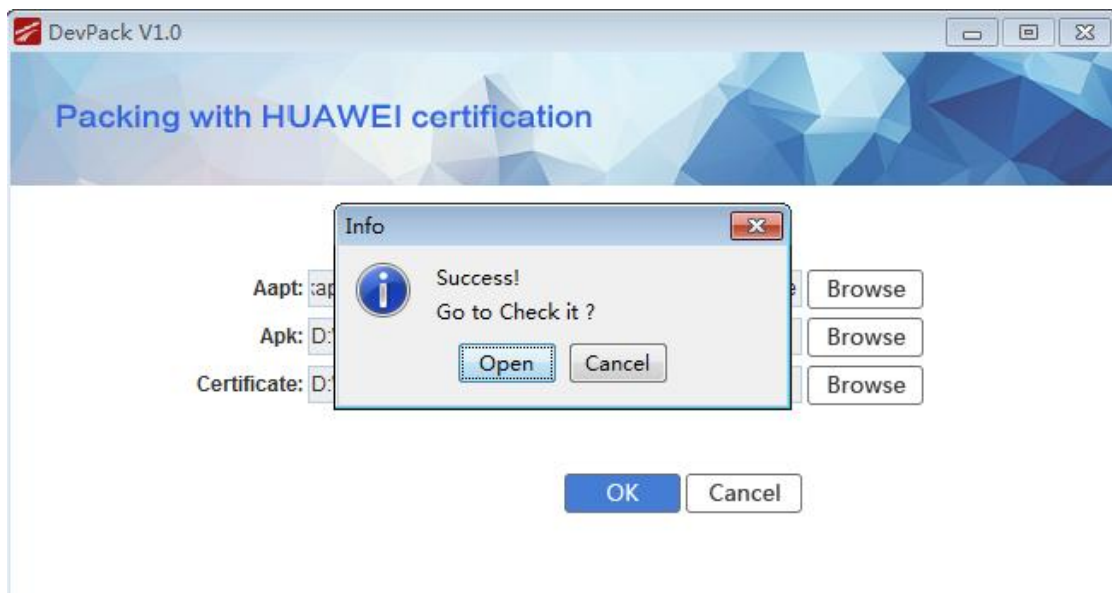 DevPack V1.0
Packing with HUAWEI certification
Info
Success!
Go to Check it ?
Open Cancel
Aapt: Browse
Apk: D: Browse
Certificate: D: Browse
OK Cancel